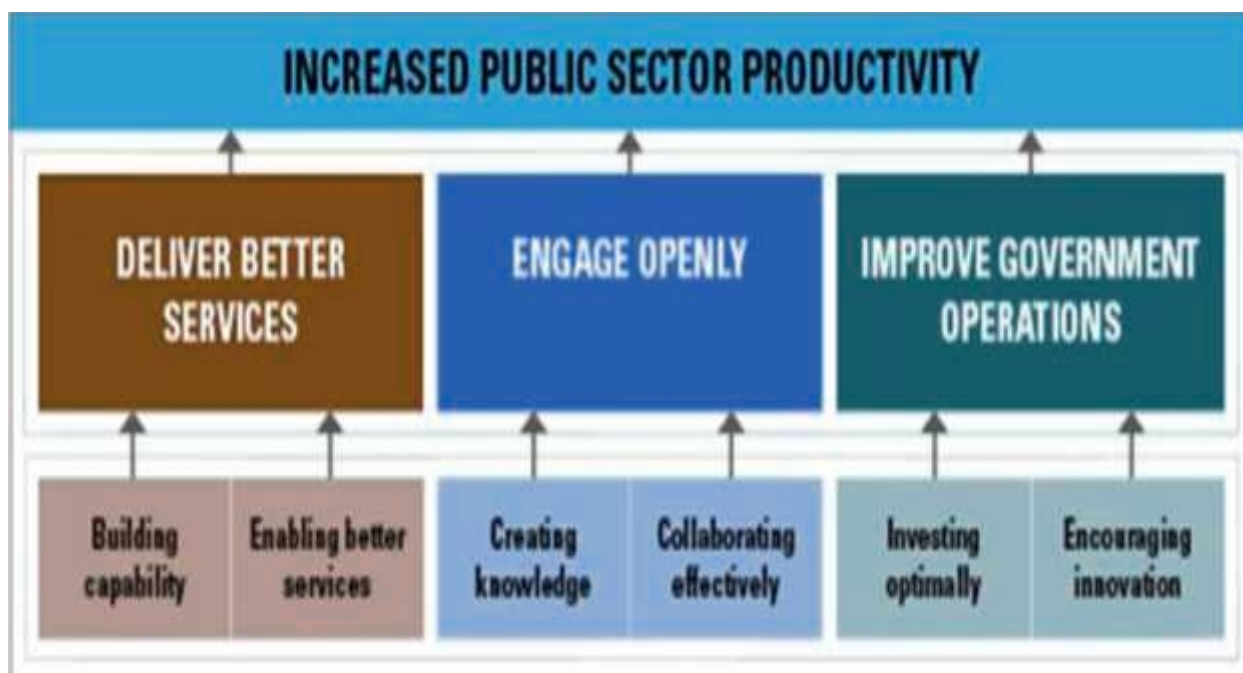 INCREASED PUBLIC SECTOR PRODUCTIVITY
DELIVER BETTER
SERVICES
ENGAGE OPENLY
IMPROVE GOVERNMENT
OPERATIONS
Building
capability
Enabling better
services
Creating
knowledge
Collaborating
effectively
Investing
optimally
Encouraging
innovation